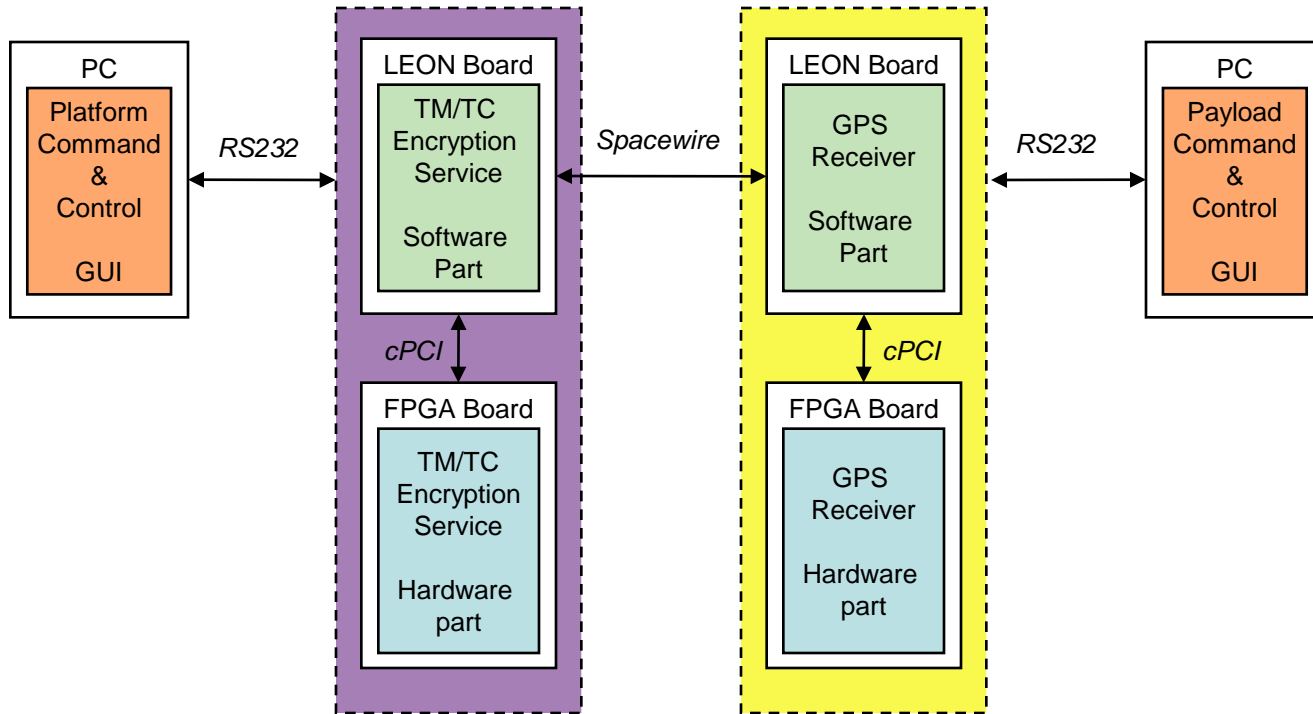 PC
Platform
Command
&
Control
GUI
RS232
LEON Board
TM/TC
Encryption
Service
Software
Part
cPCI
FPGA Board
TM/TC
Encryption
Service
Hardware
part
Spacewire
LEON Board
GPS
Receiver
Software
Part
cPCI
FPGA Board
GPS
Receiver
Hardware
part
RS232
PC
Payload
Command
&
Control
GUI